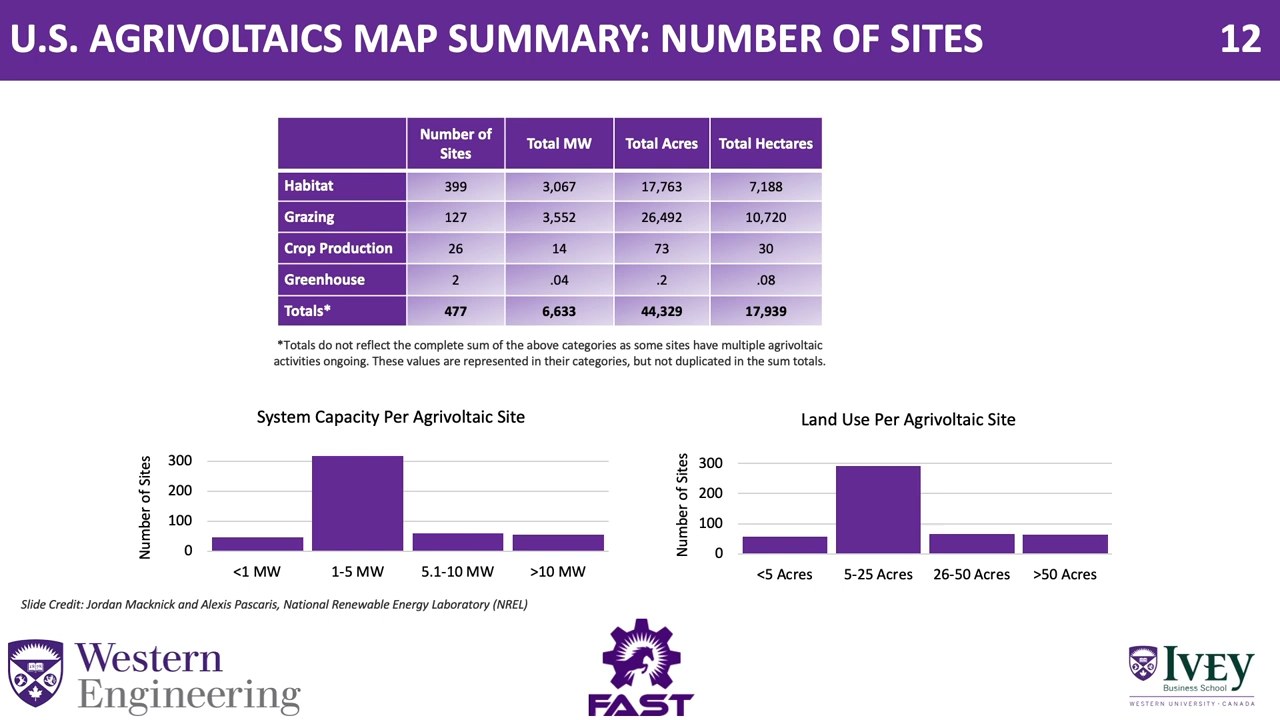 U.S. AGRIVOLTAICS MAP SUMMARY: NUMBER OF SITES 12
Number of Sites Total MW Total Acres Total Hectares
Habitat 399 3,067 17,763 7,188
Grazing 127 3,552 26,492 10,720
Crop Production 26 14 73 30
Greenhouse 2 .04 .2 .08
Totals* 477 6,633 44,329 17,939
*Totals do not reflect the complete sum of the above categories as some sites have multiple agrivoltaic
activities ongoing. These values are represented in their categories, but not duplicated in the sum totals.
System Capacity Per Agrivoltaic Site
Number of Sites
300
200
100
0
<1 MW 1-5 MW 5.1-10 MW >10 MW
Land Use Per Agrivoltaic Site
Number of Sites
300
200
100
0
<5 Acres 5-25 Acres 26-50 Acres >50 Acres
Slide Credit: Jordan Macknick and Alexis Pascaris, National Renewable Energy Laboratory (NREL)
Western
Engineering
FAST
IVEY
Business School
WESTERN UNIVERSITY · CANADA